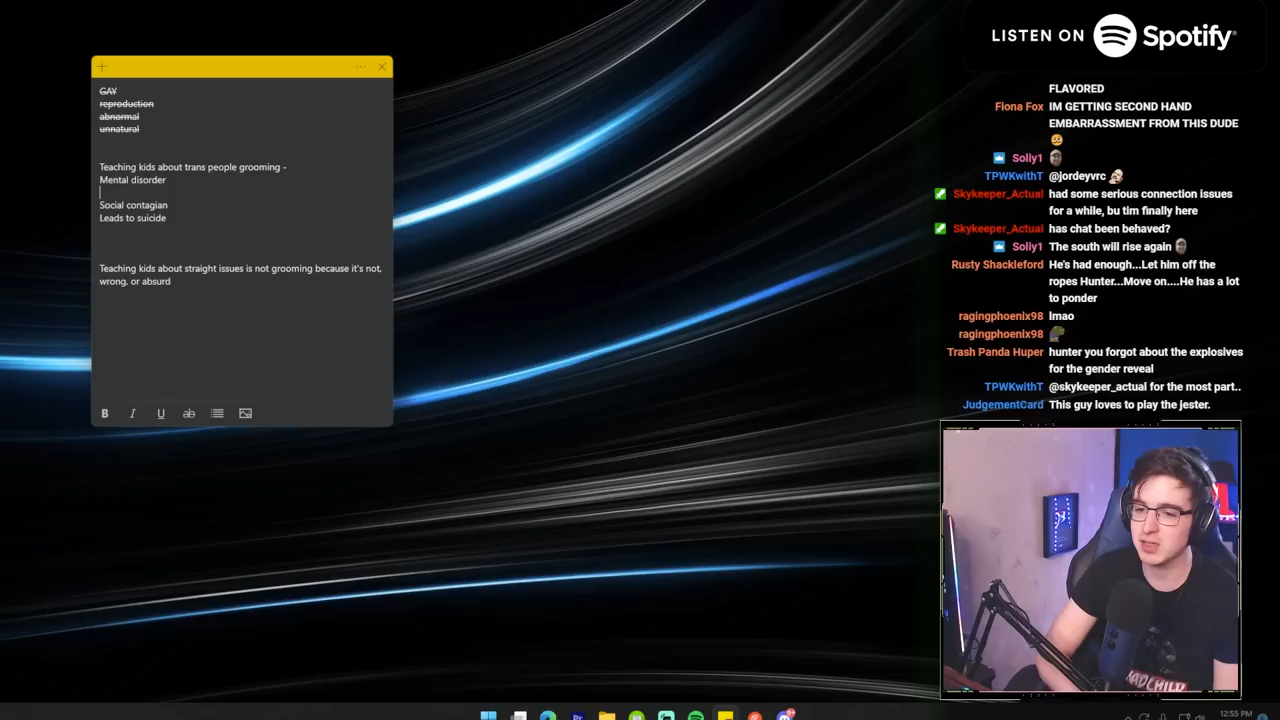 LISTEN ON Spotify
GAY
reproduction
abnormal
unnatural
Teaching kids about trans people grooming -
Mental disorder
Social contagian
Leads to suicide
Teaching kids about straight issues is not grooming because it's not,
wrong, or absurd
B I U ab
FLAVORED
Fiona Fox IM GETTING SECOND HAND
EMBARRASSMENT FROM THIS DUDE
Soliy1
TPWKwithT @jordeyvrc
Skykeeper_Actual had some serious connection issues
for a while, bu tim finally here
Skykeeper_Actual has chat been behaved?
Soliy1 The south will rise again
Rusty Shackleford He's had enough...Let him off the
ropes Hunter...Move on....He has a lot
to ponder
ragingphoenix98 lmao
ragingphoenix98
Trash Panda Huper hunter you forgot about the explosives
for the gender reveal
TPWKwithT @skykeeper_actual for the most part..
JudgementCard This guy loves to play the jester.
12:55 PM